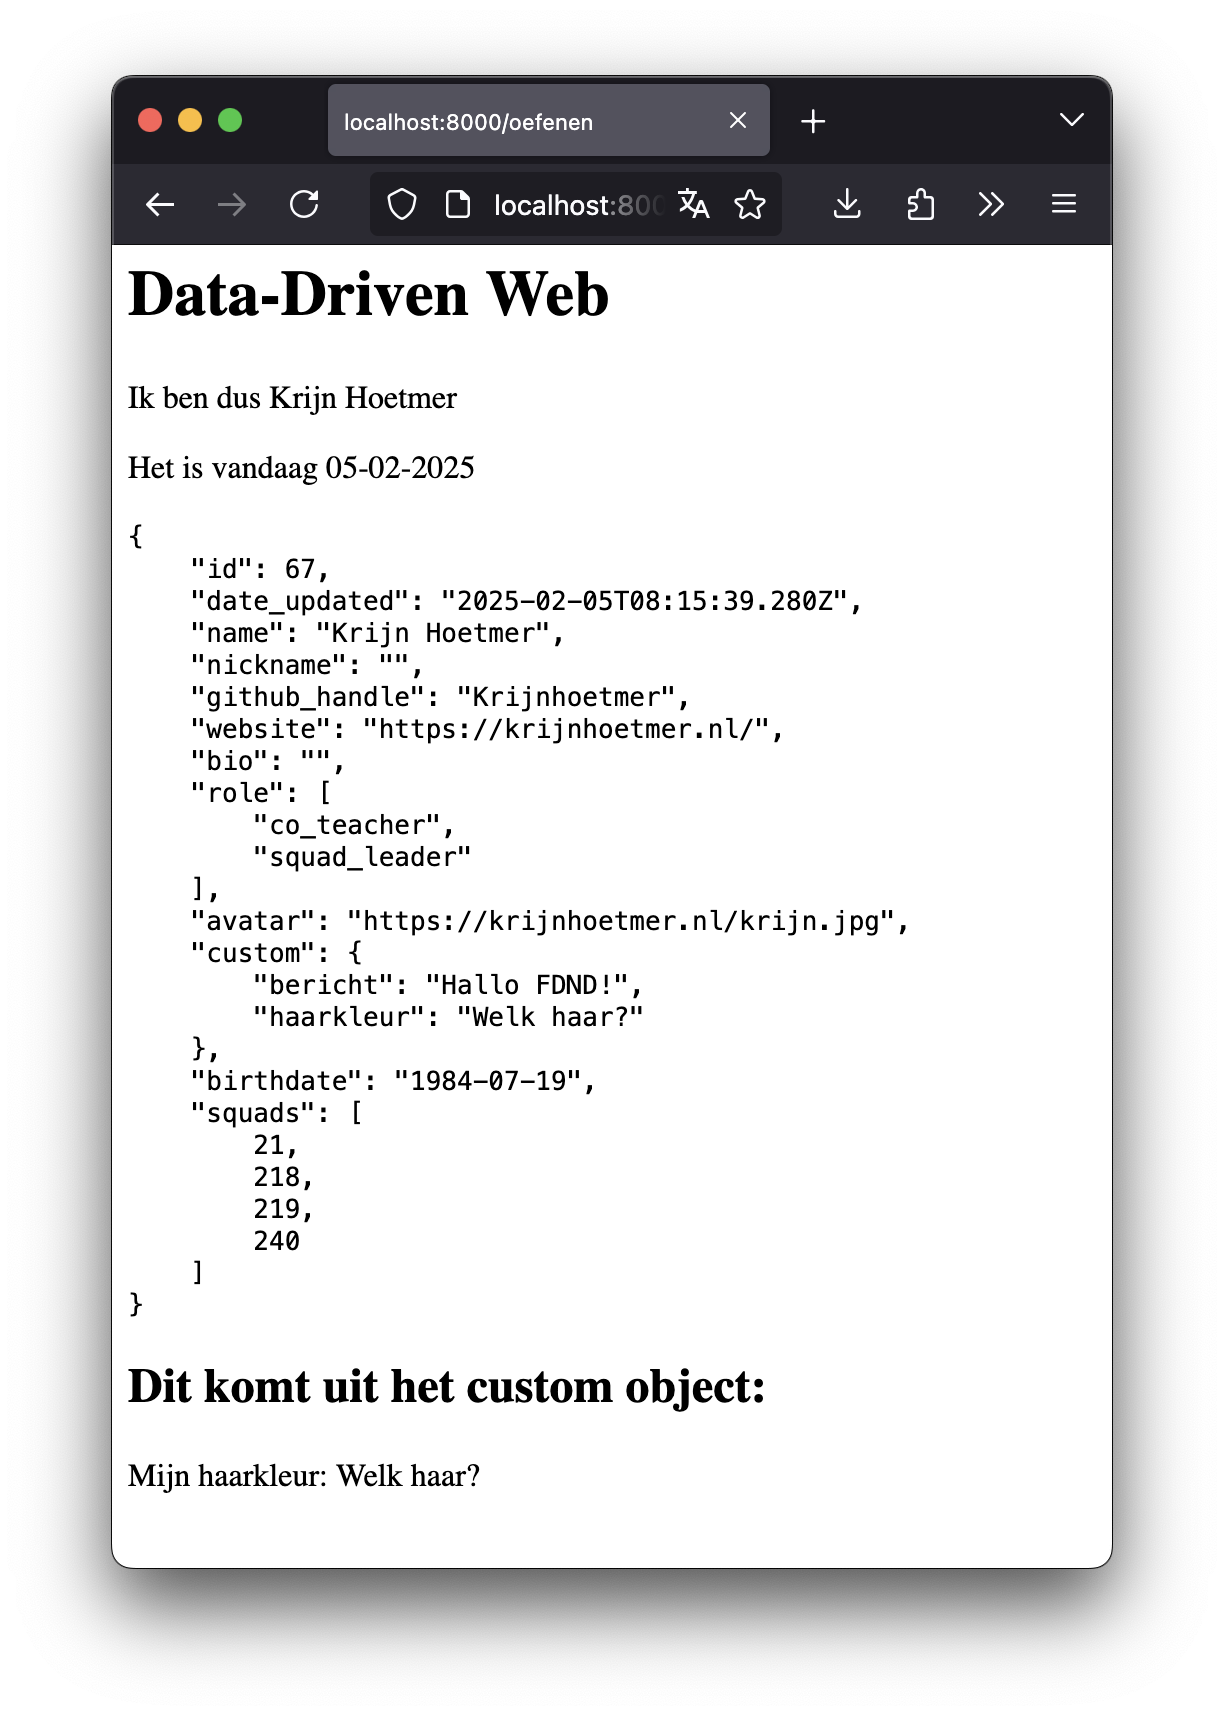 localhost:8000/oefenen
localhost:800
Data-Driven Web
Ik ben dus Krijn Hoetmer
Het is vandaag 05-02-2025
{
    "id": 67,
    "date_updated": "2025-02-05T08:15:39.280Z",
    "name": "Krijn Hoetmer",
    "nickname": "",
    "github_handle": "Krijnhoetmer",
    "website": "https://krijnhoetmer.nl/",
    "bio": "",
    "role": [
        "co_teacher",
        "squad_leader"
    ],
    "avatar": "https://krijnhoetmer.nl/krijn.jpg",
    "custom": {
        "bericht": "Hallo FDND!",
        "haarkleur": "Welk haar?"
    },
    "birthdate": "1984-07-19",
    "squads": [
        21,
        218,
        219,
        240
    ]
}
Dit komt uit het custom object:
Mijn haarkleur: Welk haar?